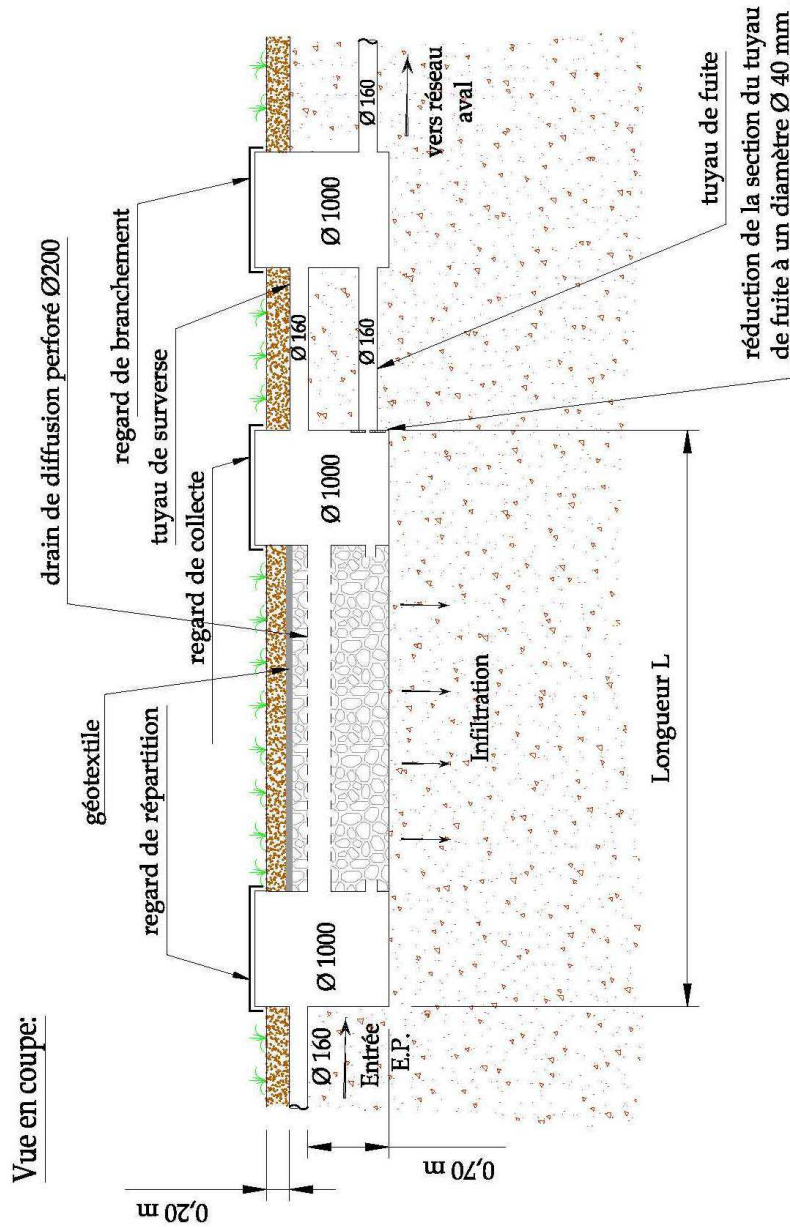 Vue en coupe:
regard de répartition
géotextile
regard de collecte
drain de diffusion perforé Ø200
tuyau de surverse
regard de branchement
0,20 m
0,70 m
Ø 160
Entrée
E.P.
Ø 1000
Ø 1000
Ø 160
Ø 160
Ø 1000
Ø 160
vers réseau
aval
Infiltration
Longueur L
tuyau de fuite
réduction de la section du tuyau
de fuite à un diamètre Ø 40 mm